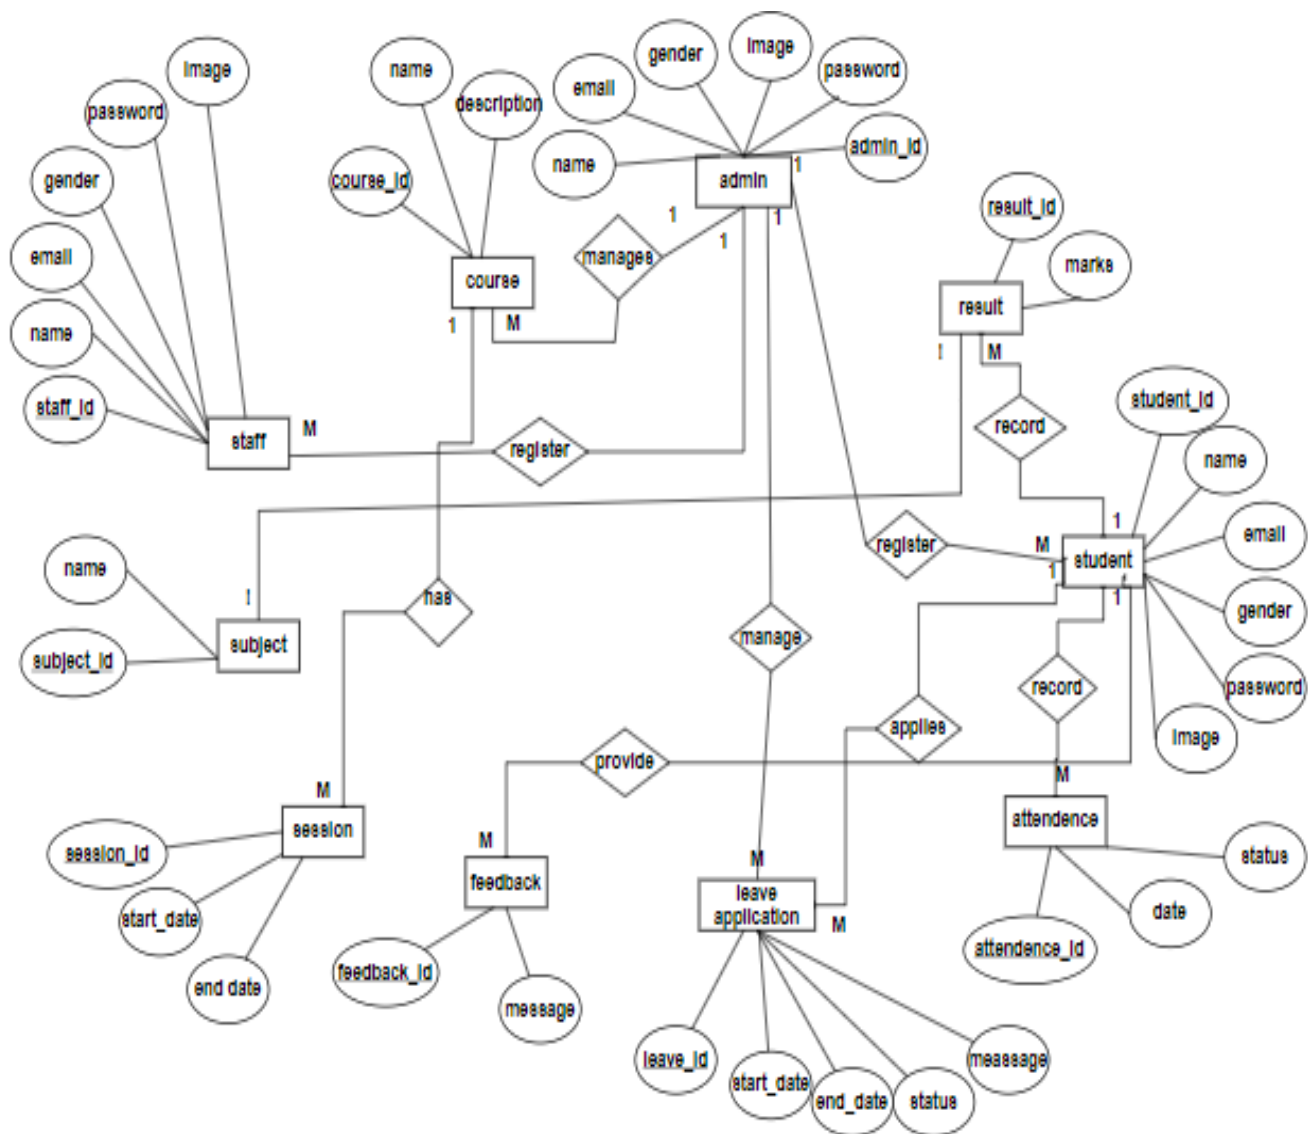 image
name
gender
image
password
email
description
password
name
admin_id
course_id
gender
admin
1
result_id
email
manages
1
1
1
marks
course
result
name
1
M
!
M
staff_id
student_id
staff
M
register
record
name
1
email
name
register
M
student
1
1
1
!
has
gender
subject
subject_id
manage
record
password
applies
image
provide
M
M
session
attendence
session_id
M
M
status
feedback
leave
application
start_date
M
date
feedback_id
attendence_id
end date
message
leave_id
start_date
meassage
end_date
status